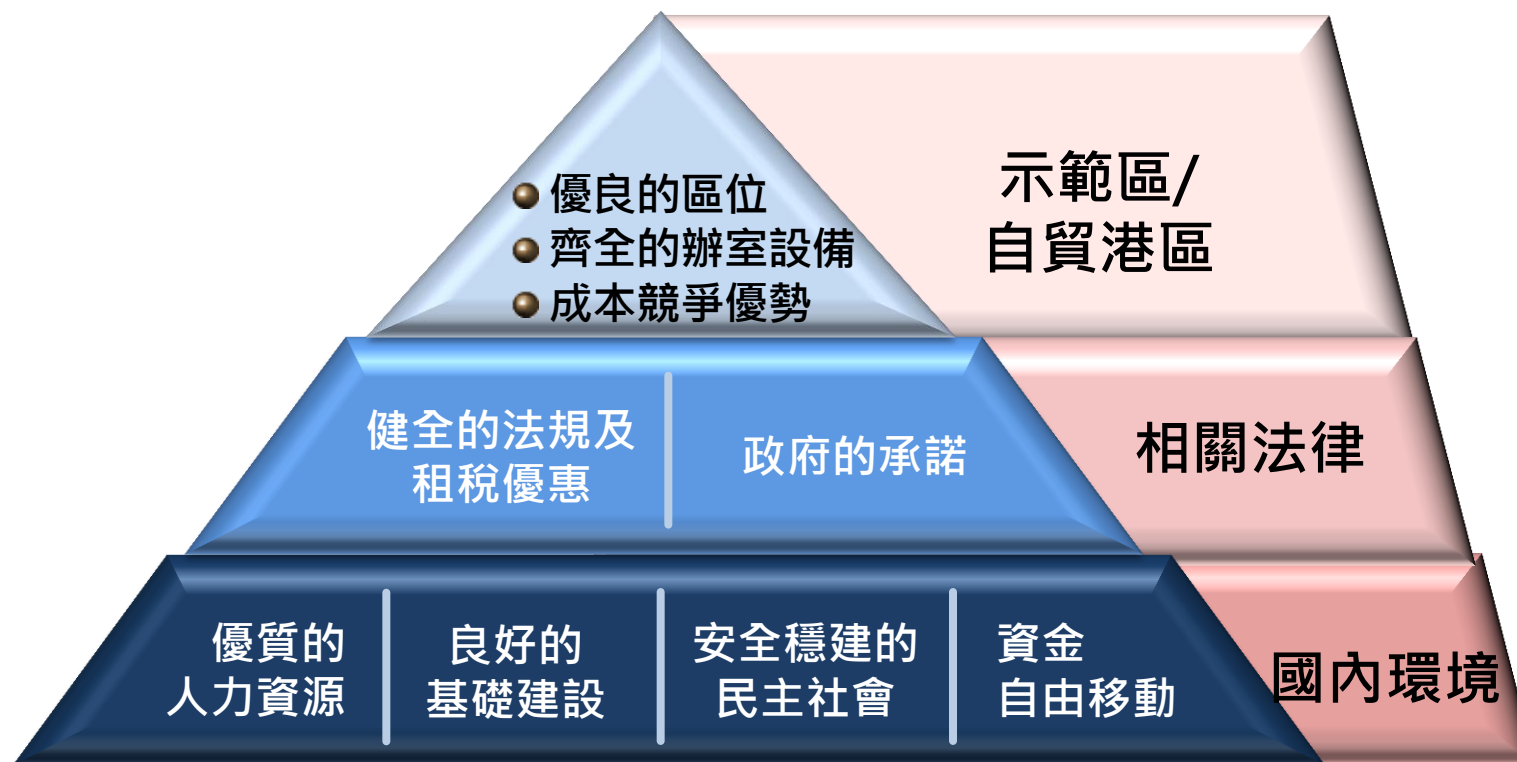 優良的區位
齊全的辦室設備
成本競爭優勢
示範區/
自貿港區
健全的法規及
租稅優惠
政府的承諾
相關法律
優質的
人力資源
良好的
基礎建設
安全穩建的
民主社會
資金
自由移動
國內環境